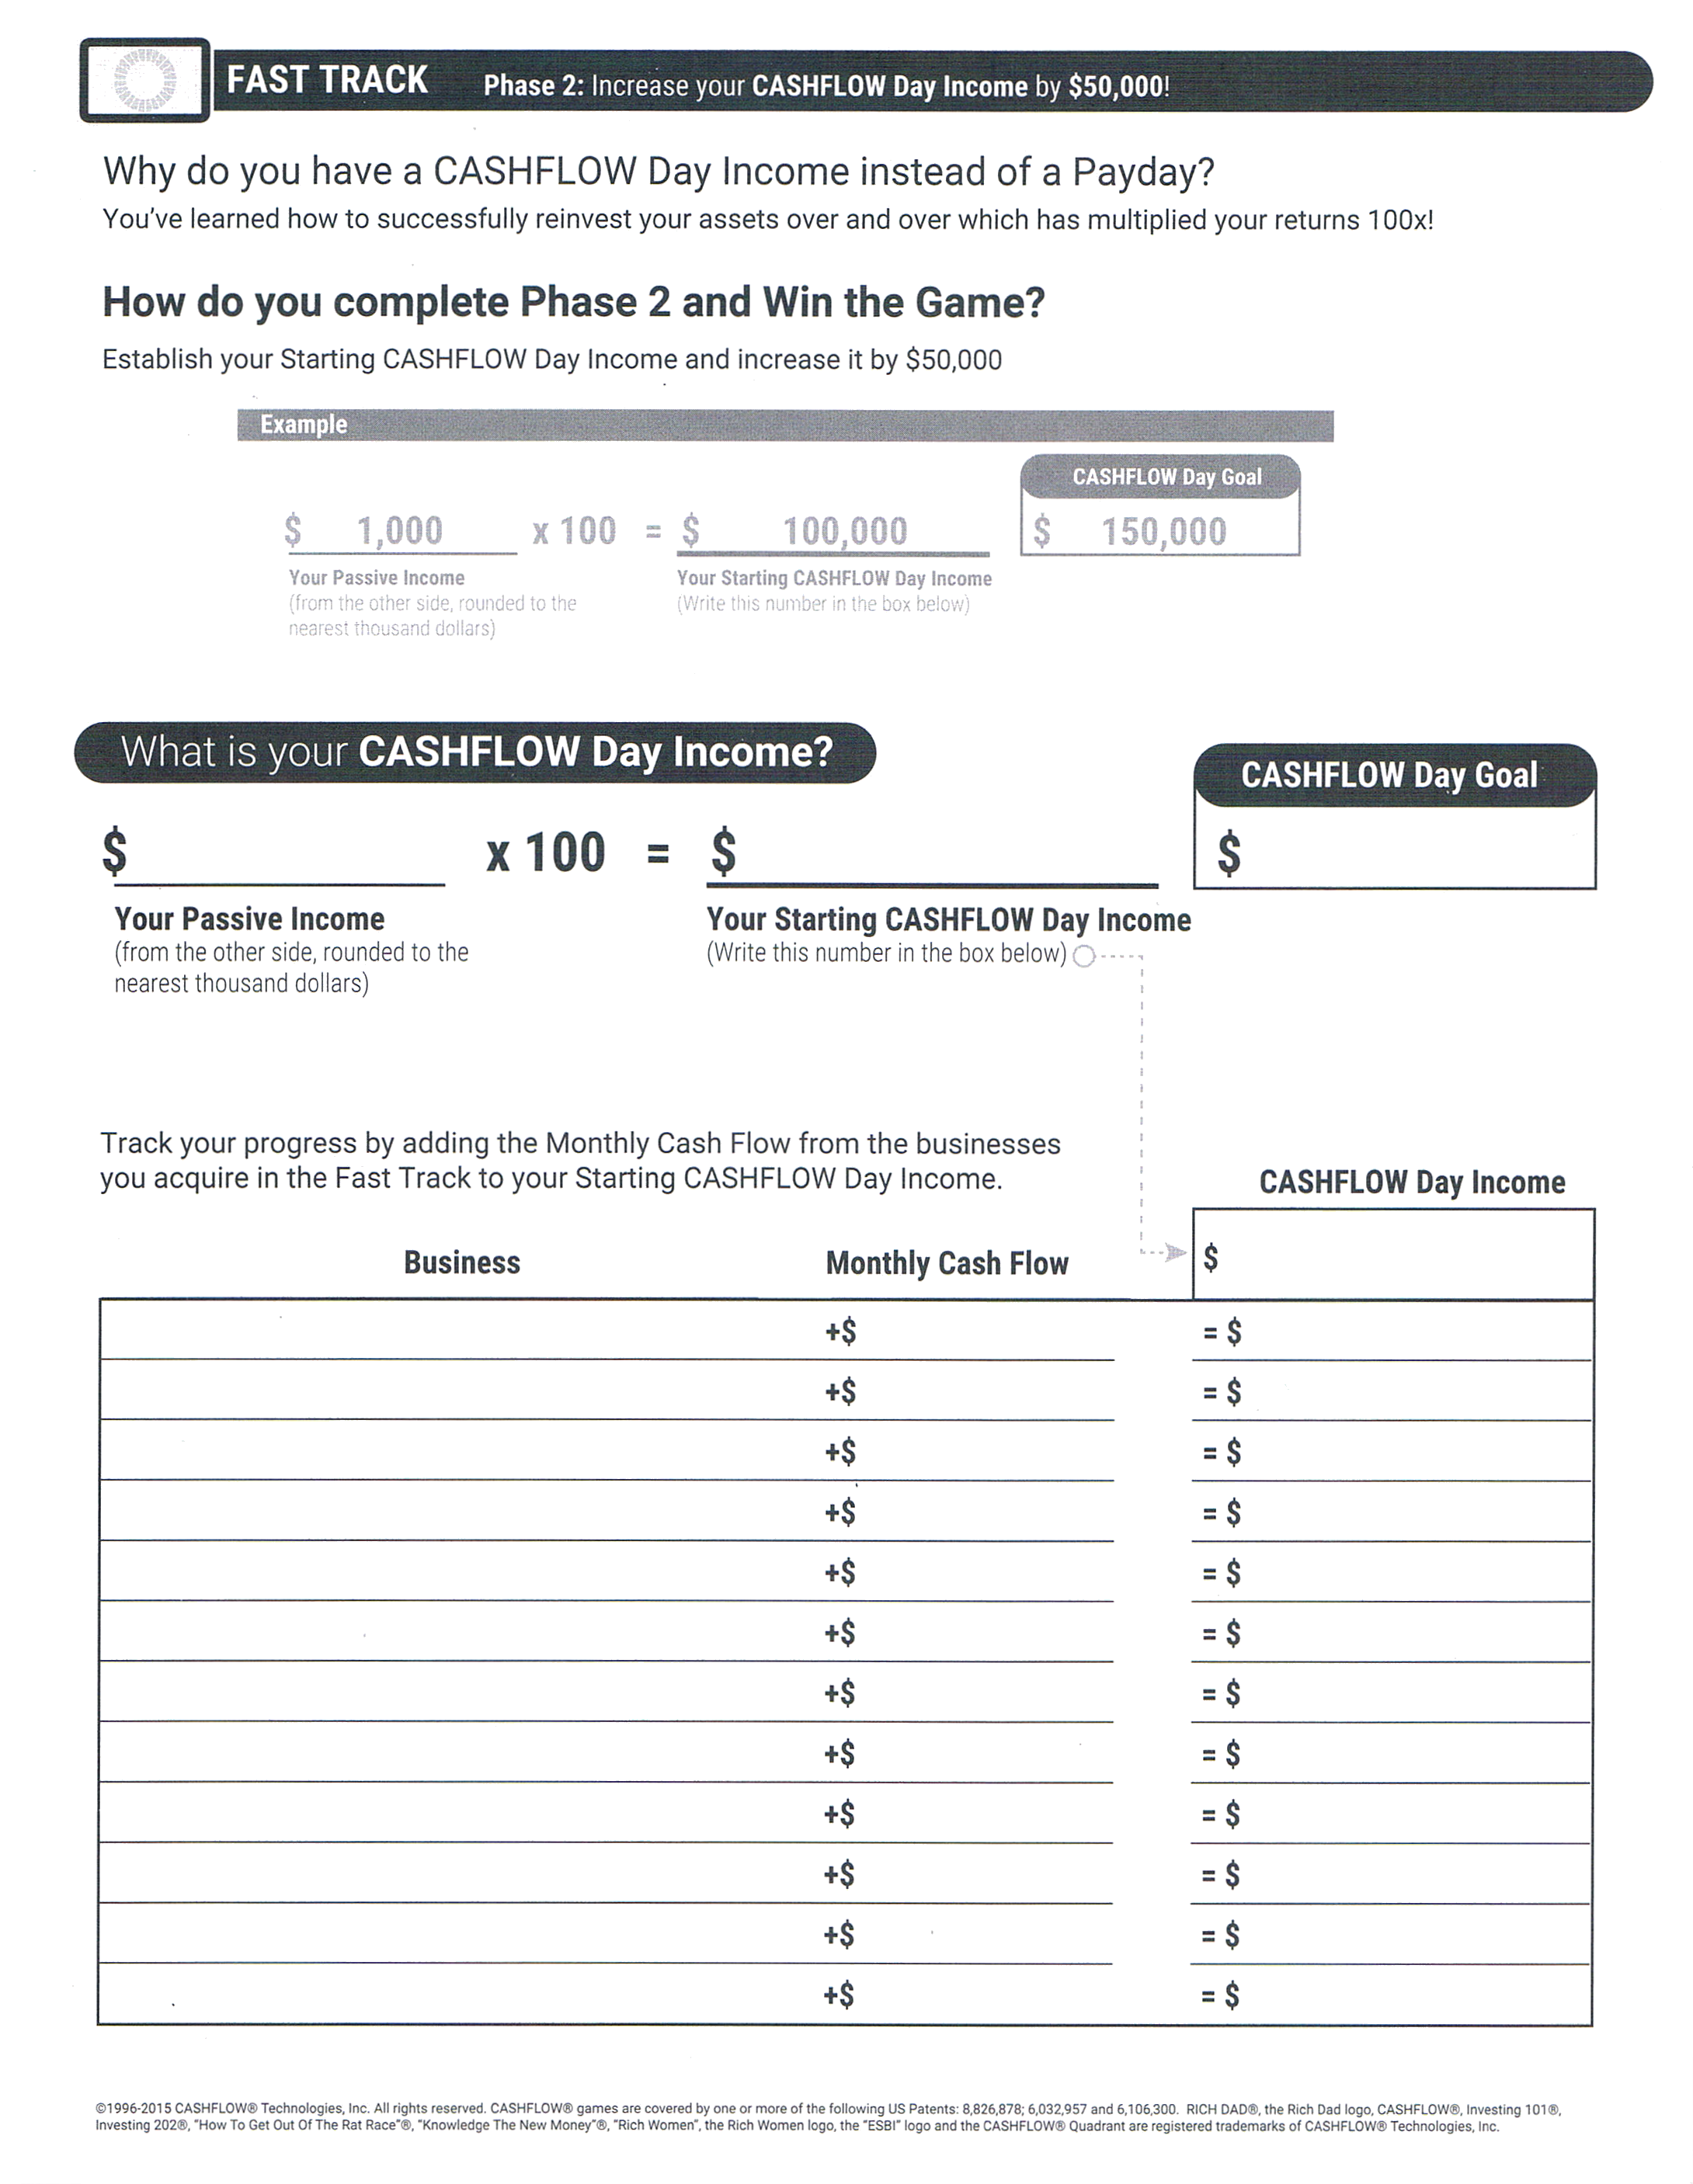 FAST TRACK Phase 2: Increase your CASHFLOW Day Income by $50,000!
Why do you have a CASHFLOW Day Income instead of a Payday?
You've learned how to successfully reinvest your assets over and over which has multiplied your returns 100x!
How do you complete Phase 2 and Win the Game?
Establish your Starting CASHFLOW Day Income and increase it by $50,000
Example
CASHFLOW Day Goal
$ 1,000 x 100 = $ 100,000 $ 150,000
Your Passive Income Your Starting CASHFLOW Day Income
(from the other side, rounded to the (Write this number in the box below)
nearest thousand dollars)
What is your CASHFLOW Day Income?
CASHFLOW Day Goal
$ x 100 = $ $
Your Passive Income Your Starting CASHFLOW Day Income
(from the other side, rounded to the (Write this number in the box below)
nearest thousand dollars)
Track your progress by adding the Monthly Cash Flow from the businesses
you acquire in the Fast Track to your Starting CASHFLOW Day Income.
CASHFLOW Day Income
Business Monthly Cash Flow $
+$ = $
+$ = $
+$ = $
+$ = $
+$ = $
+$ = $
+$ = $
+$ = $
+$ = $
+$ = $
+$ = $
+$ = $
©1996-2015 CASHFLOW® Technologies, Inc. All rights reserved. CASHFLOW® games are covered by one or more of the following US Patents: 8,826,878; 6,032,957 and 6,106,300. RICH DAD®, the Rich Dad logo, CASHFLOW®, Investing 101®,
Investing 202®, "How To Get Out Of The Rat Race"®, "Knowledge The New Money"®, "Rich Women", the Rich Women logo, the "ESBI" logo and the CASHFLOW® Quadrant are registered trademarks of CASHFLOW® Technologies, Inc.